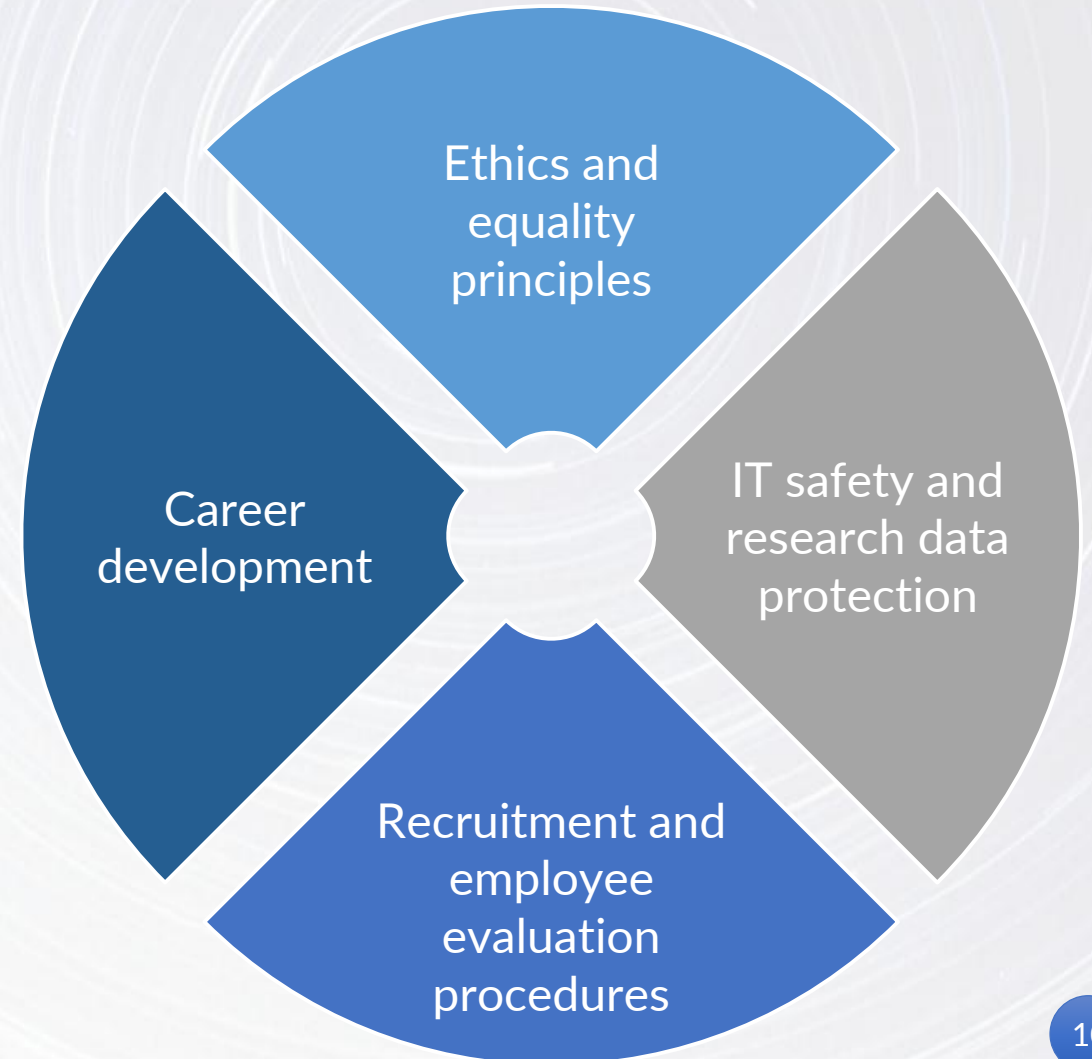 Ethics and
equality
principles
IT safety and
research data
protection
Career
development
Recruitment and
employee
evaluation
procedures